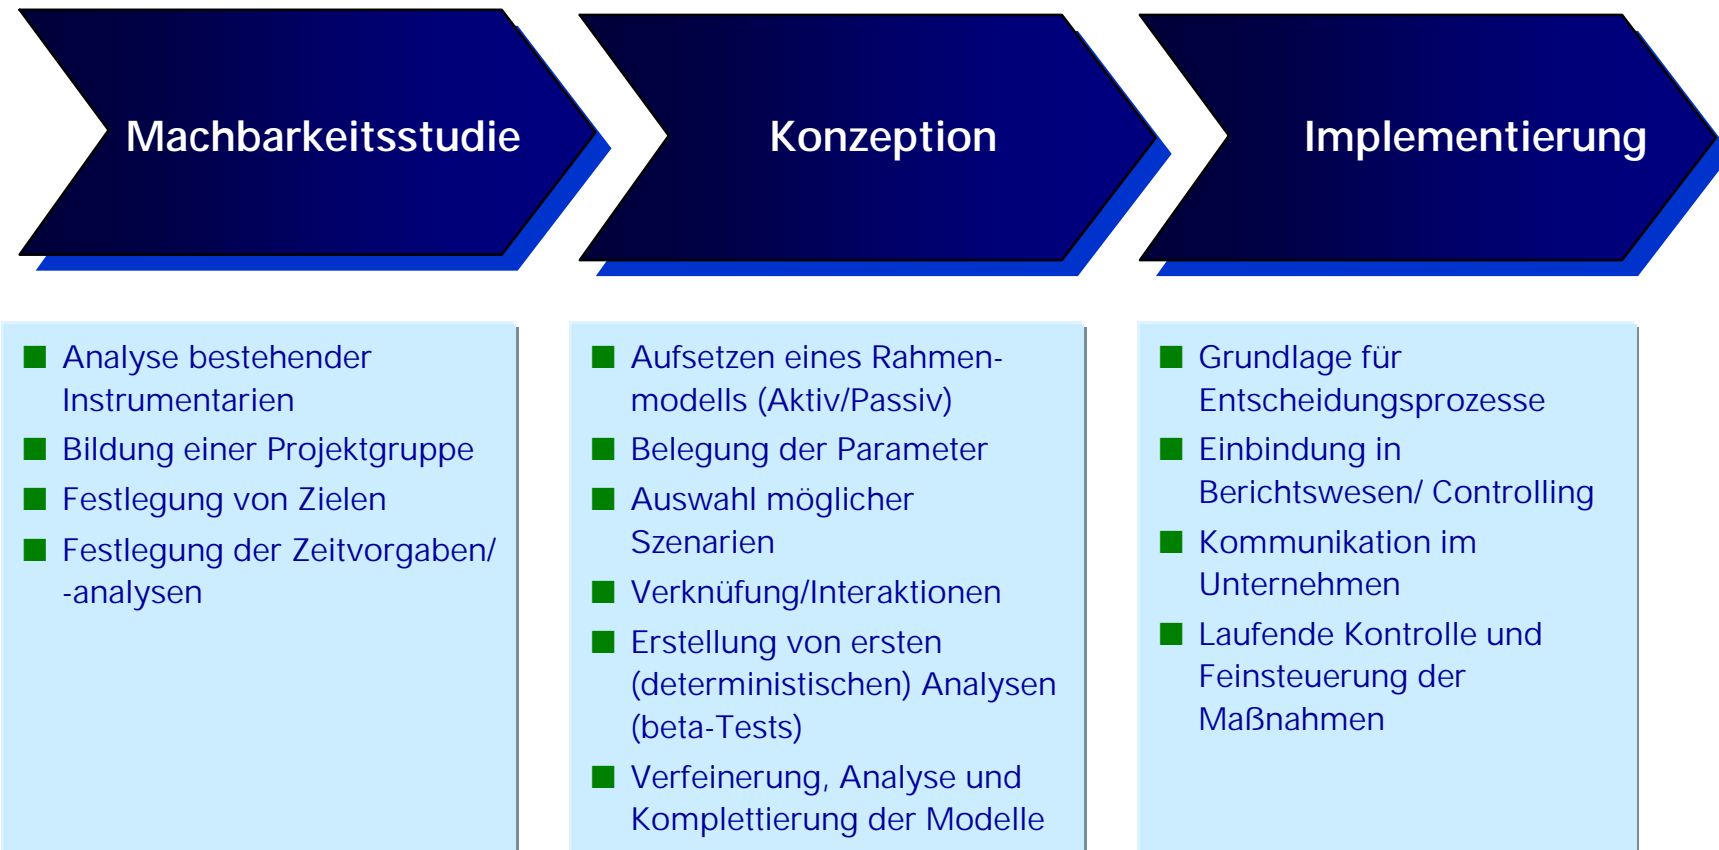 Machbarkeitsstudie
Konzeption
Implementierung
Analyse bestehender
Instrumentarien
Bildung einer Projektgruppe
Festlegung von Zielen
Festlegung der Zeitvorgaben/
-analysen
Aufsetzen eines Rahmen-
modells (Aktiv/Passiv)
Belegung der Parameter
Auswahl möglicher
Szenarien
Verknüfung/Interaktionen
Erstellung von ersten
(deterministischen) Analysen
(beta-Tests)
Verfeinerung, Analyse und
Komplettierung der Modelle
Grundlage für
Entscheidungsprozesse
Einbindung in
Berichtswesen/ Controlling
Kommunikation im
Unternehmen
Laufende Kontrolle und
Feinsteuerung der
Maßnahmen